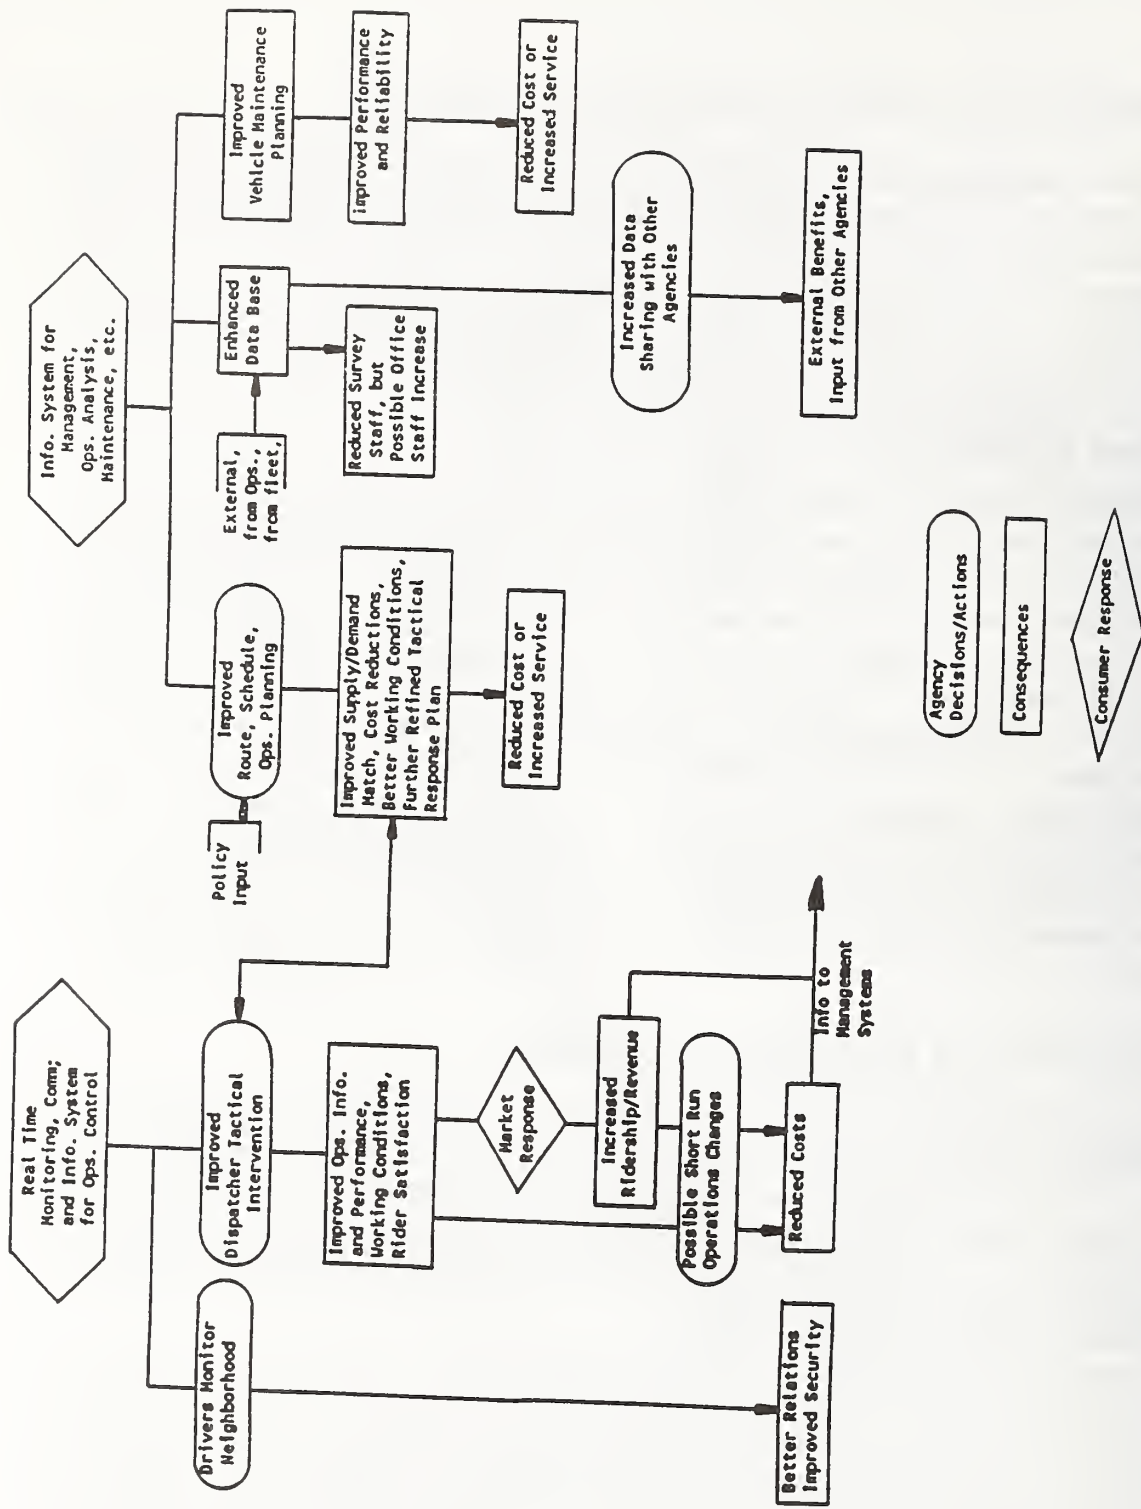 Real Time
Monitoring, Comm;
and Info. System
for Ops. Control
Drivers Monitor
Neighborhood
Better Relations
Improved Security
Improved
Dispatcher Tactical
Intervention
Improved Ops. Info.
and Performance,
Working Conditions,
Rider Satisfaction
Market
Response
Increased
Ridership/Revenue
Possible Short Run
Operations Changes
Reduced Costs
Info to
Management
Systems
Info. System for
Management,
Ops. Analysis,
Maintenance, etc.
Policy
Input
Improved
Route, Schedule,
Ops. Planning
Improved Supply/Demand
Match, Cost Reductions,
Better Working Conditions,
Further Refined Tactical
Response Plan
Reduced Cost or
Increased Service
External,
from Ops.,
from fleet,
Enhanced
Data Base
Reduced Survey
Staff, but
Possible Office
Staff Increase
Increased Data
Sharing with Other
Agencies
External Benefits,
Input from Other Agencies
Improved
Vehicle Maintenance
Planning
Improved Performance
and Reliability
Reduced Cost or
Increased Service
Agency
Decisions/Actions
Consequences
Consumer Response